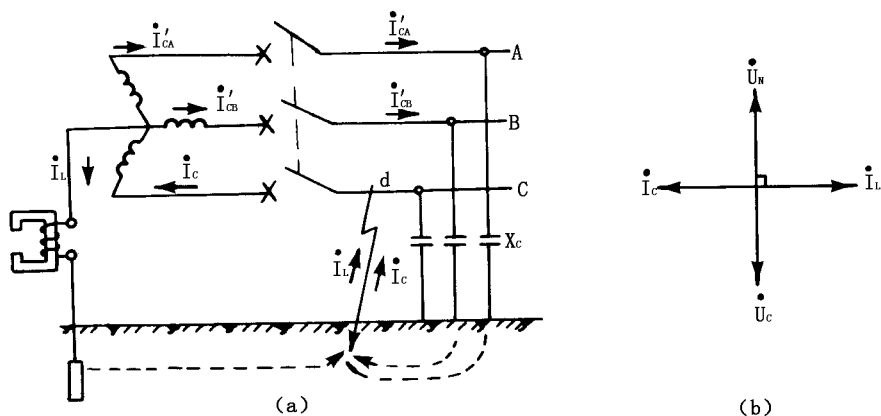 İ'CA İ'CA A
İ'CB İ'CB B
İL İC d C
XC
İL İC
(a)
U̇N
İC İL
U̇C
(b)